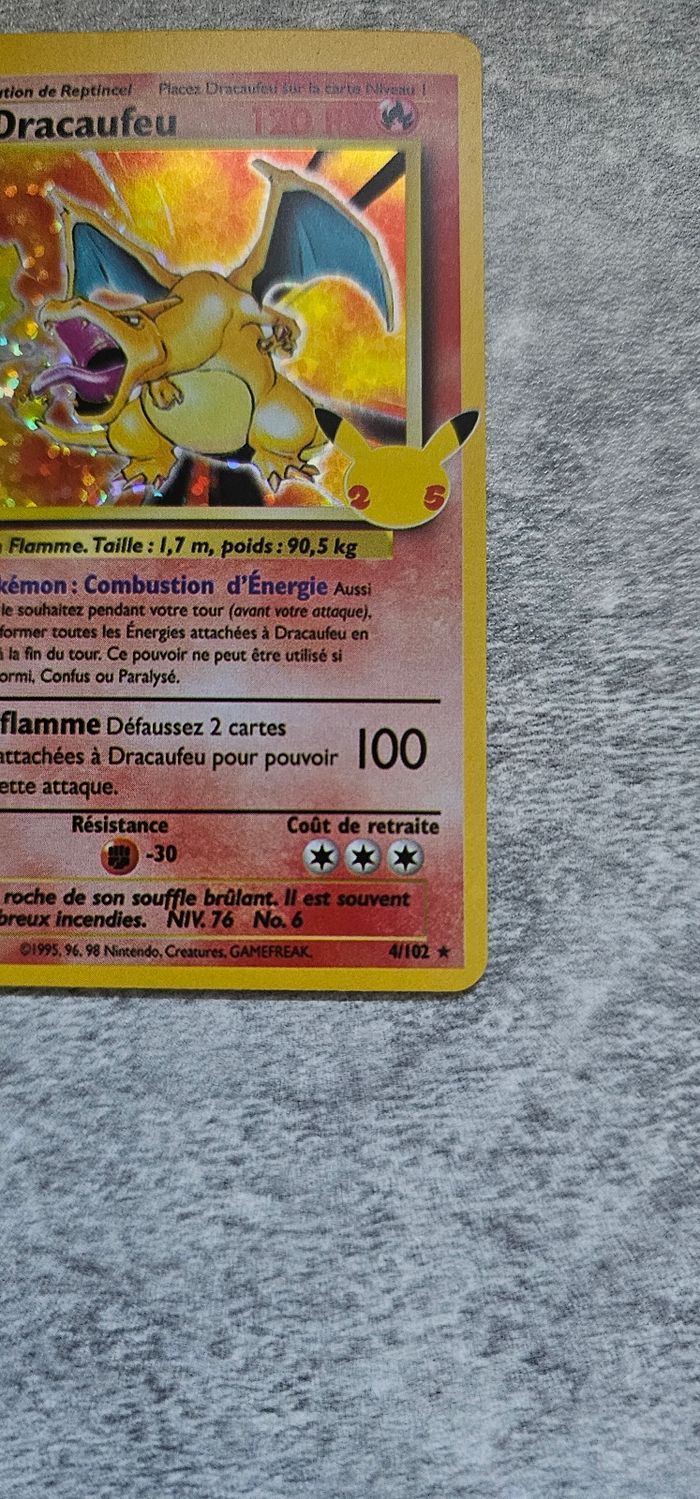 tion de Reptincel Placez Dracaufeu sur la carte Niveau 1
Dracaufeu 120
25
Flamme. Taille : 1,7 m, poids : 90,5 kg
kémon : Combustion d'Énergie Aussi
le souhaitez pendant votre tour (avant votre attaque),
former toutes les Énergies attachées à Dracaufeu en
la fin du tour. Ce pouvoir ne peut être utilisé si
ormi, Confus ou Paralysé.
flamme Défaussez 2 cartes
attachées à Dracaufeu pour pouvoir 100
ette attaque.
Résistance Coût de retraite
-30
roche de son souffle brûlant. Il est souvent
breux incendies. NIV. 76 No. 6
©1995, 96, 98 Nintendo, Creatures, GAMEFREAK. 4/102 ★